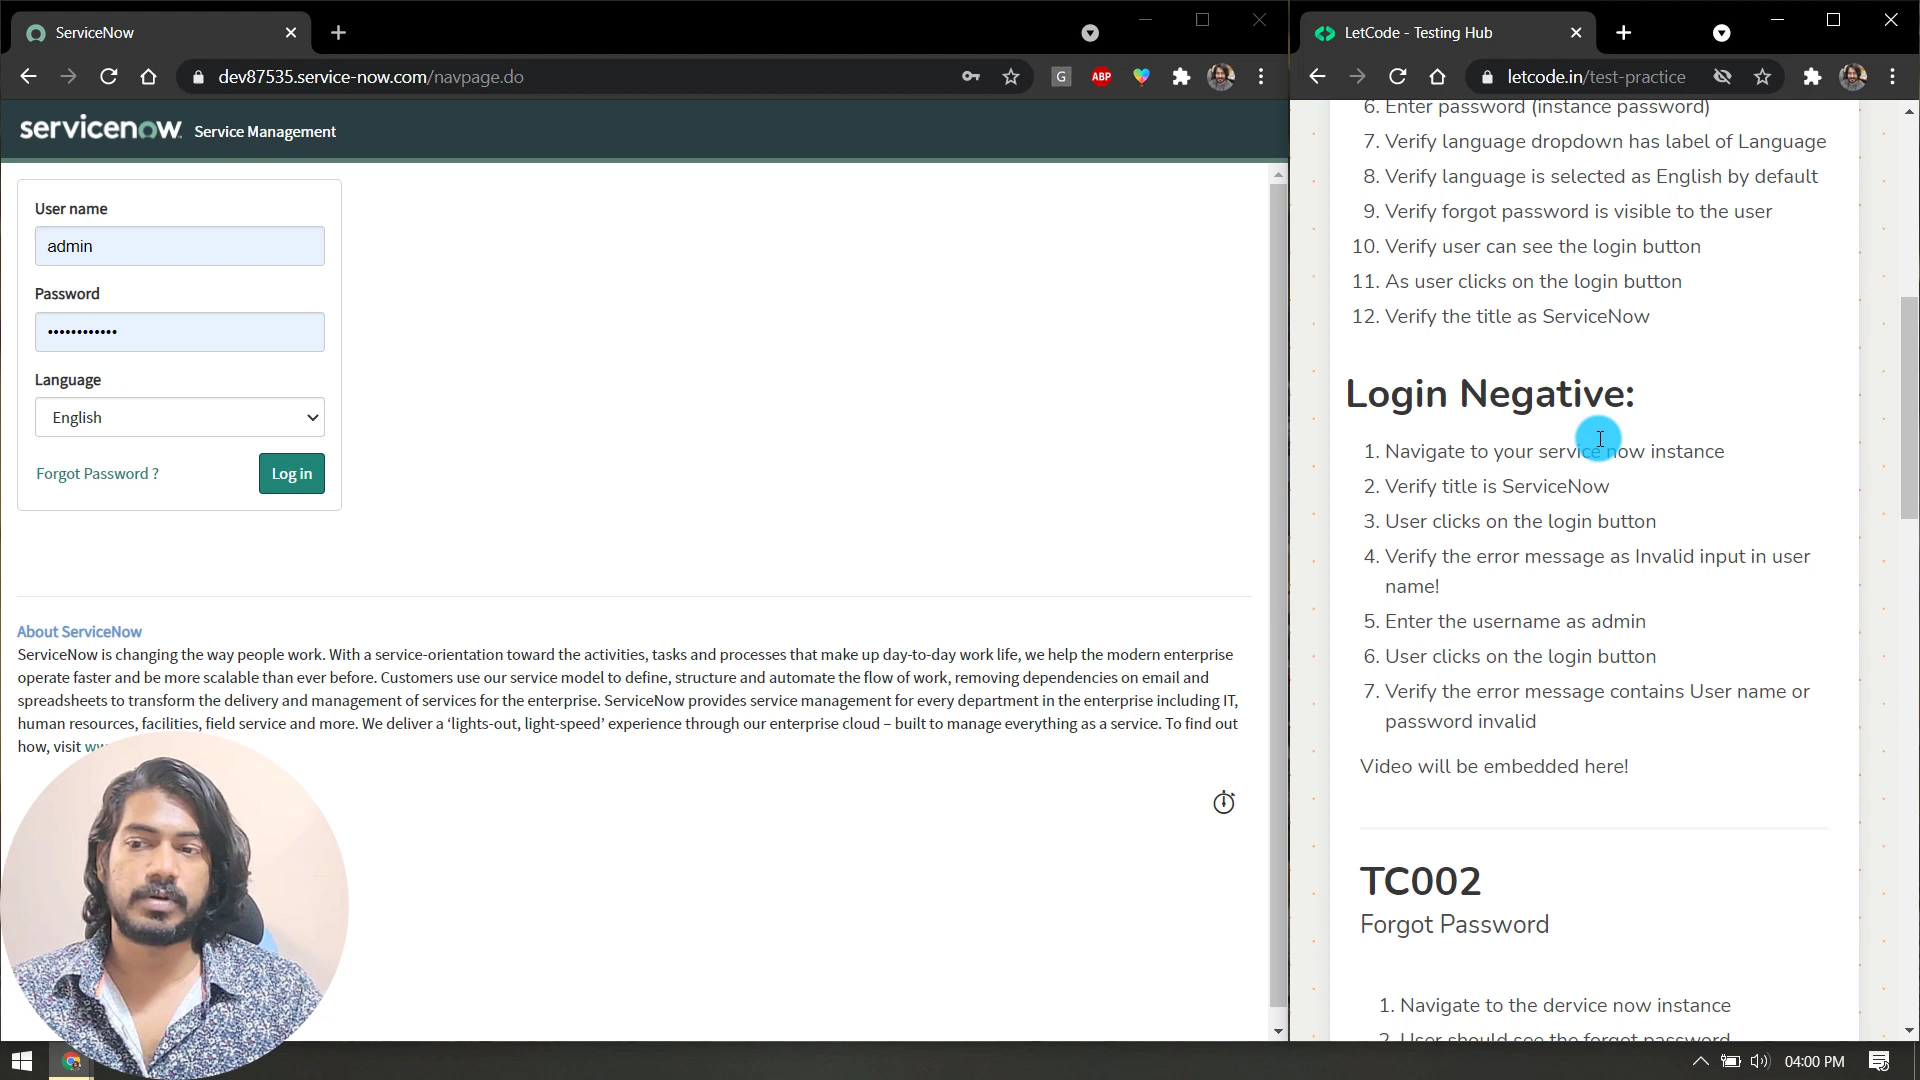 ServiceNow
dev87535.service-now.com/navpage.do
G
ABP
servicenow Service Management
User name
admin
Password
••••••••••••
Language
English
Forgot Password ?
Log in
About ServiceNow
ServiceNow is changing the way people work. With a service-orientation toward the activities, tasks and processes that make up day-to-day work life, we help the modern enterprise
operate faster and be more scalable than ever before. Customers use our service model to define, structure and automate the flow of work, removing dependencies on email and
spreadsheets to transform the delivery and management of services for the enterprise. ServiceNow provides service management for every department in the enterprise including IT,
human resources, facilities, field service and more. We deliver a ‘lights-out, light-speed’ experience through our enterprise cloud – built to manage everything as a service. To find out
how, visit
LetCode - Testing Hub
letcode.in/test-practice
6. Enter password (instance password)
7. Verify language dropdown has label of Language
8. Verify language is selected as English by default
9. Verify forgot password is visible to the user
10. Verify user can see the login button
11. As user clicks on the login button
12. Verify the title as ServiceNow
Login Negative:
1. Navigate to your service now instance
2. Verify title is ServiceNow
3. User clicks on the login button
4. Verify the error message as Invalid input in user
name!
5. Enter the username as admin
6. User clicks on the login button
7. Verify the error message contains User name or
password invalid
Video will be embedded here!
TC002
Forgot Password
1. Navigate to the dervice now instance
2. User should see the forgot password
04:00 PM